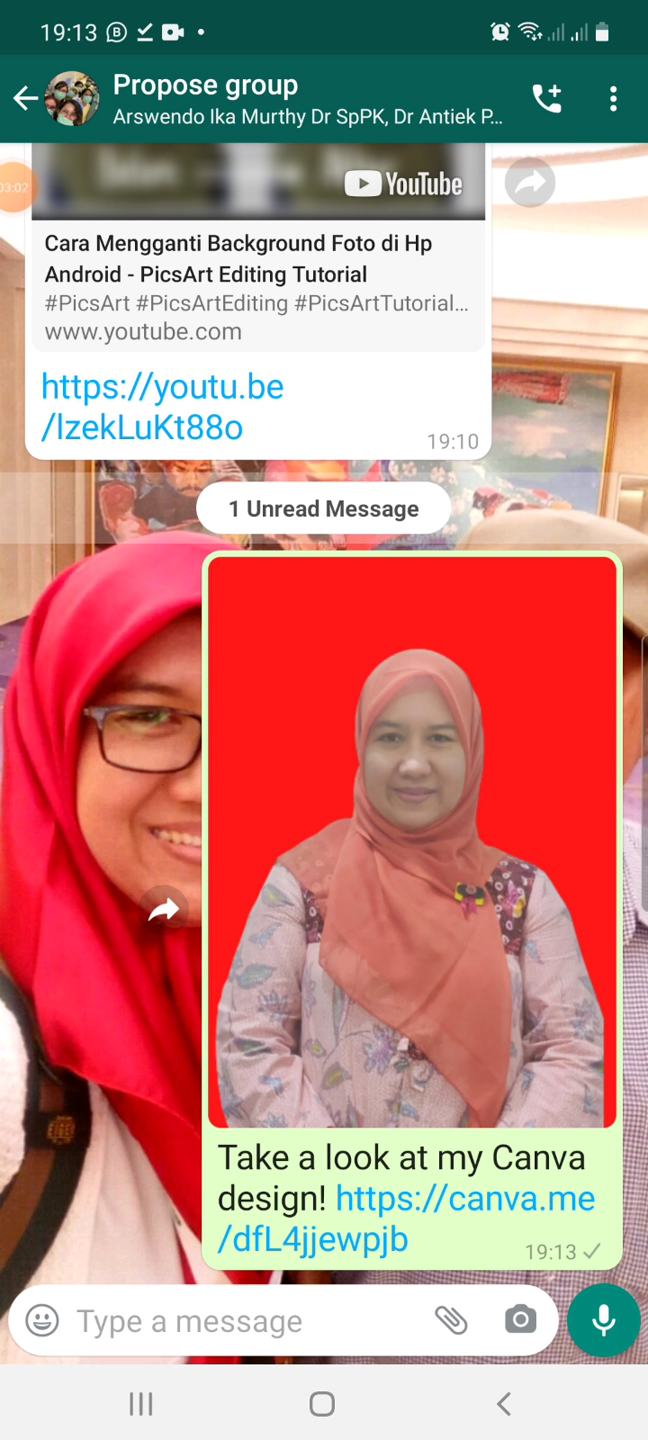 19:13
Propose group
Arswendo Ika Murthy Dr SpPK, Dr Antiek P...
03:02
YouTube
Cara Mengganti Background Foto di Hp
Android - PicsArt Editing Tutorial
#PicsArt #PicsArtEditing #PicsArtTutorial...
www.youtube.com
https://youtu.be
/lzekLuKt88o
19:10
1 Unread Message
Take a look at my Canva
design! https://canva.me
/dfL4jjewpjb
19:13
Type a message